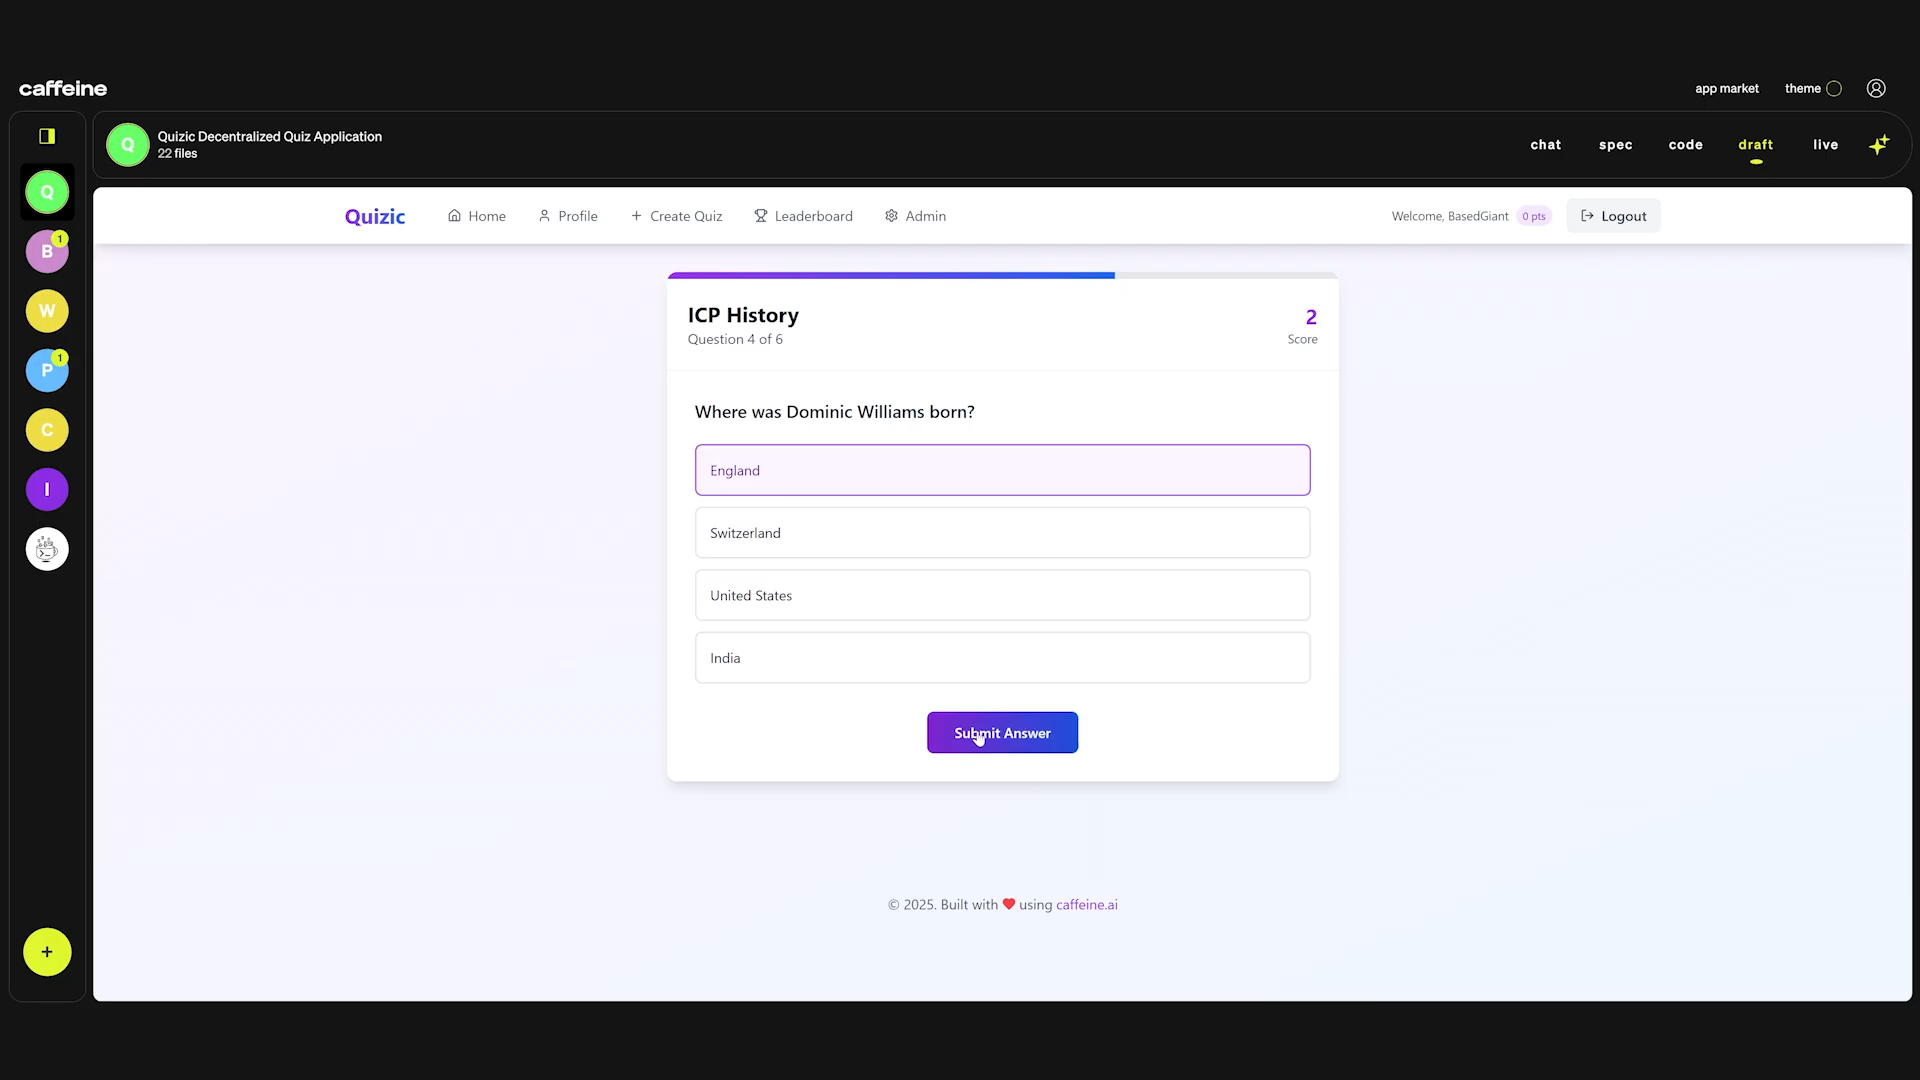 caffeine
app market
theme
Q
Quizic Decentralized Quiz Application
22 files
chat
spec
code
draft
live
Q
B
1
W
P
1
C
I
+
Quizic
Home
Profile
+ Create Quiz
Leaderboard
Admin
Welcome, BasedGiant
0 pts
Logout
ICP History
2
Question 4 of 6
Score
Where was Dominic Williams born?
England
Switzerland
United States
India
Submit Answer
© 2025. Built with ❤ using caffeine.ai